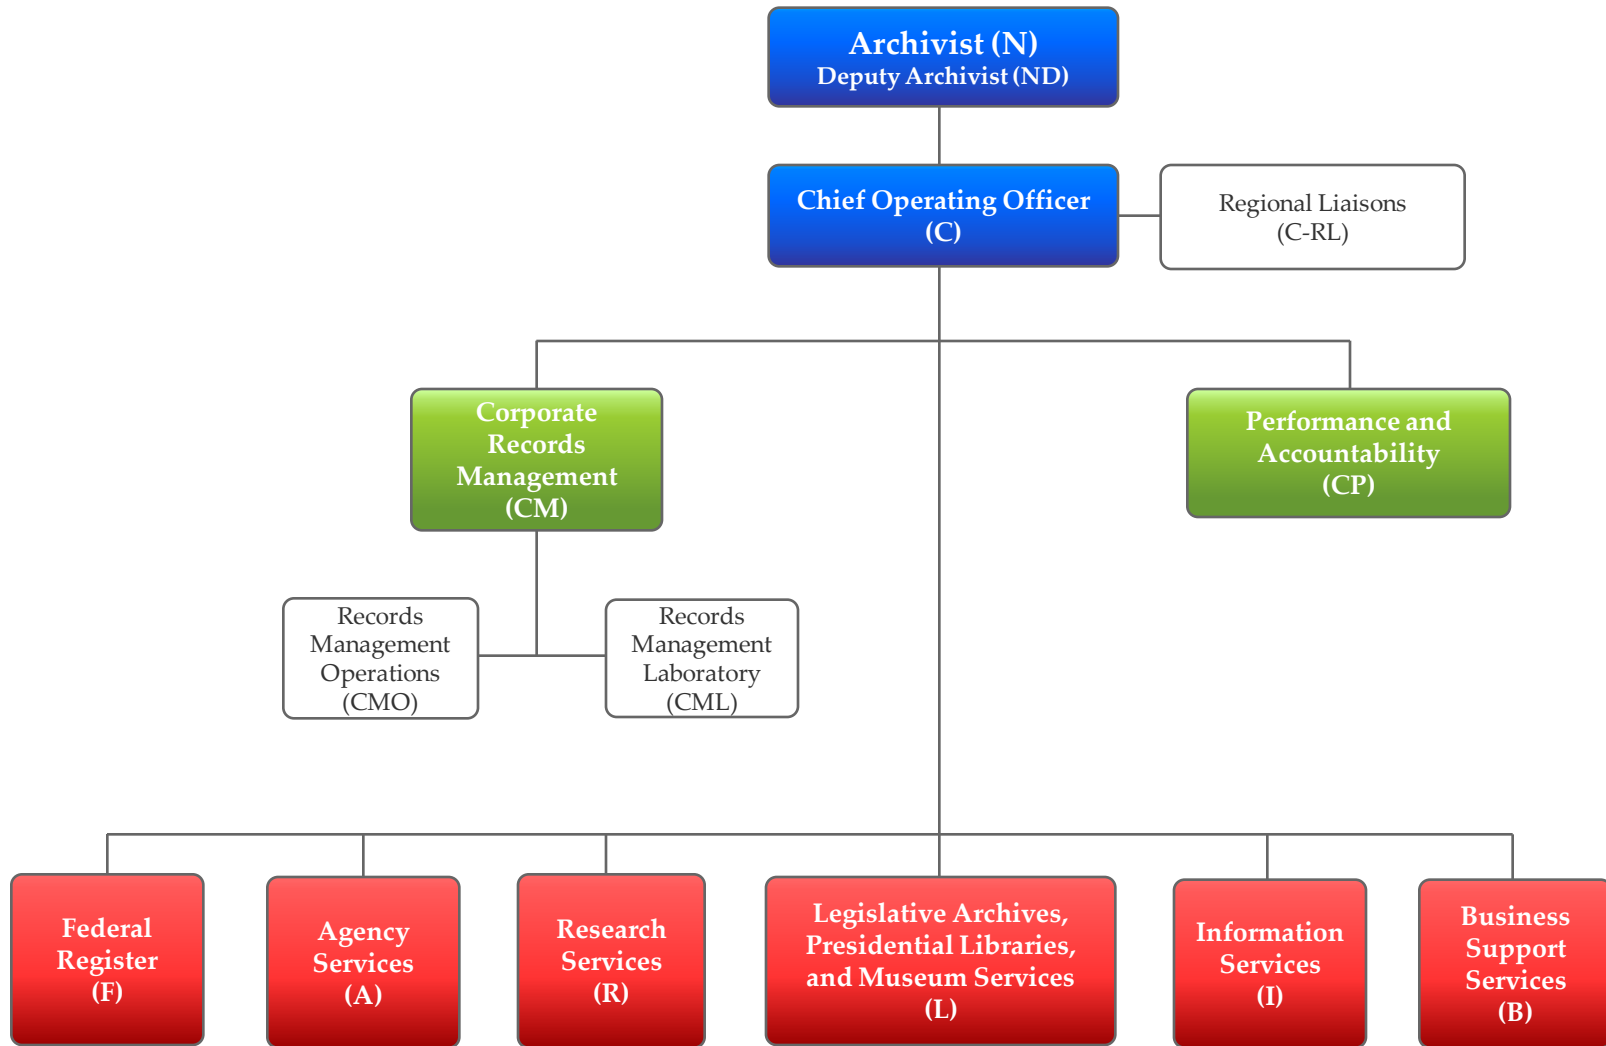 Archivist (N)
Deputy Archivist (ND)
Chief Operating Officer
(C)
Regional Liaisons
(C-RL)
Corporate
Records
Management
(CM)
Performance and
Accountability
(CP)
Records
Management
Operations
(CMO)
Records
Management
Laboratory
(CML)
Federal
Register
(F)
Agency
Services
(A)
Research
Services
(R)
Legislative Archives,
Presidential Libraries,
and Museum Services
(L)
Information
Services
(I)
Business
Support
Services
(B)